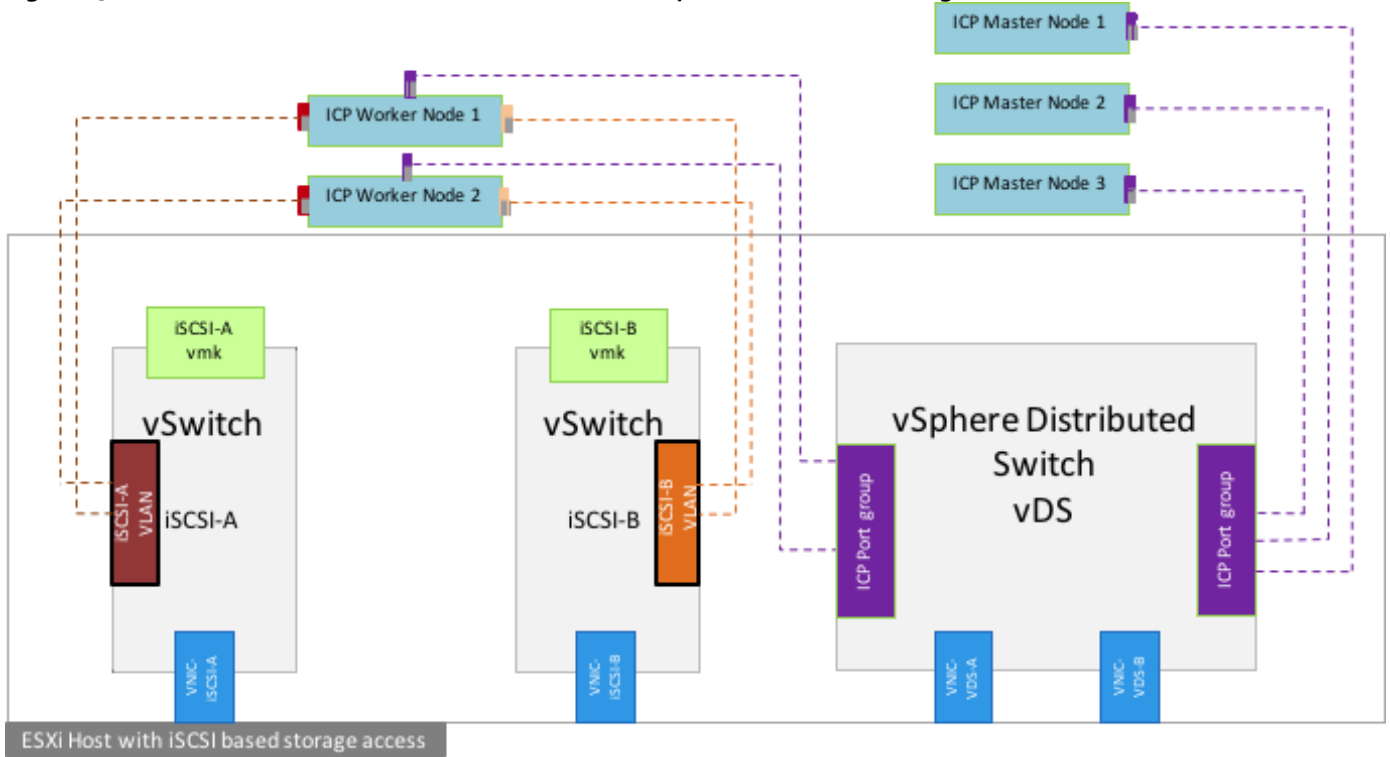 ICP Master Node 1
ICP Worker Node 1
ICP Master Node 2
ICP Worker Node 2
ICP Master Node 3
iSCSI-A
vmk
iSCSI-B
vmk
vSwitch
vSwitch
vSphere Distributed
Switch
vDS
iSCSI-A
VLAN
iSCSI-A
iSCSI-B
iSCSI-B
VLAN
ICP Port group
ICP Port group
VNIC-
iSCSI-A
VNIC-
iSCSI-B
VNIC-
VDS-A
VNIC-
VDS-B
ESXi Host with iSCSI based storage access